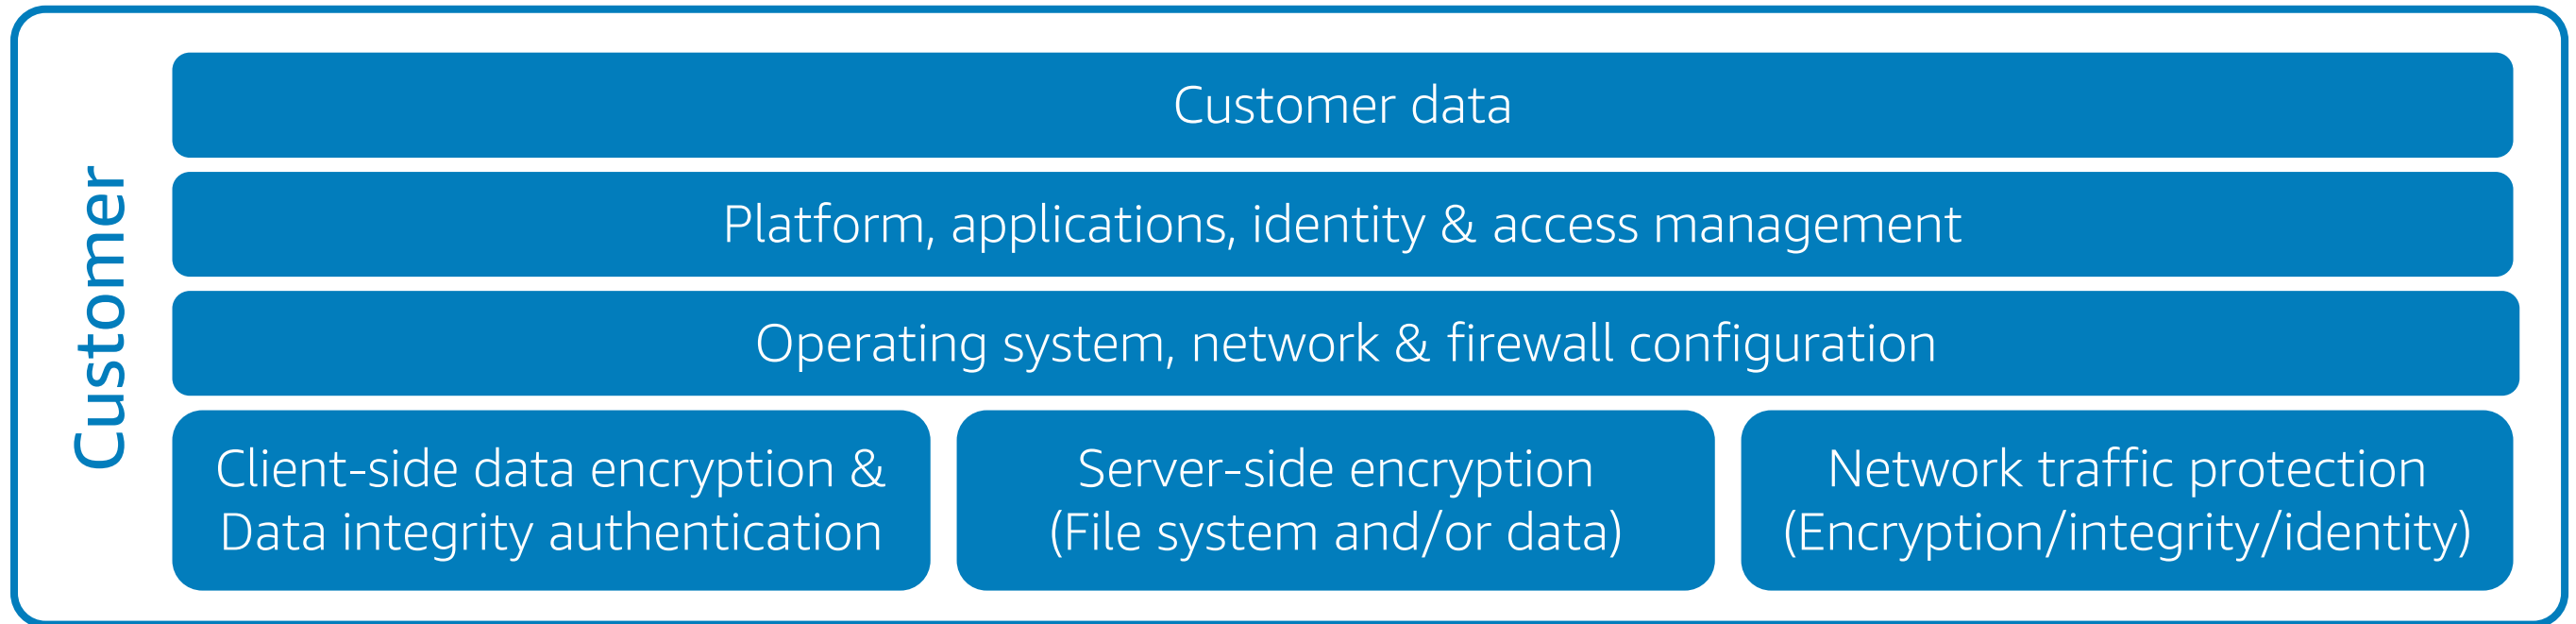 Customer
Customer data
Platform, applications, identity & access management
Operating system, network & firewall configuration
Client-side data encryption &
Data integrity authentication
Server-side encryption
(File system and/or data)
Network traffic protection
(Encryption/integrity/identity)